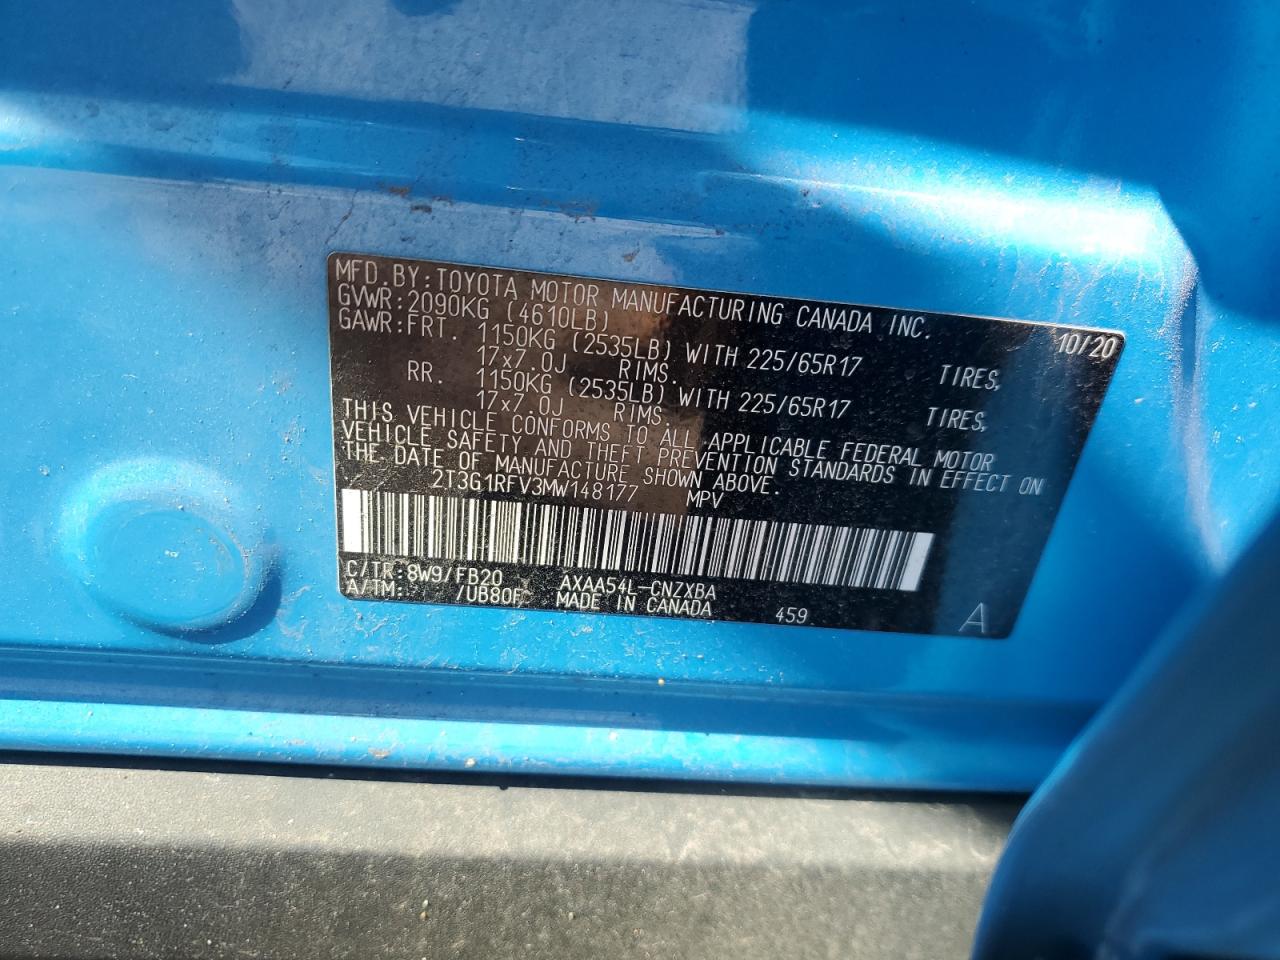 MFD.BY:TOYOTA MOTOR MANUFACTURING CANADA INC.
GVWR:2090KG (4610LB) 10/20
GAWR:FRT. 1150KG (2535LB) WITH 225/65R17 TIRES,
17x7.0J RIMS.
RR. 1150KG (2535LB) WITH 225/65R17 TIRES,
17x7.0J RIMS.
THIS VEHICLE CONFORMS TO ALL APPLICABLE FEDERAL MOTOR
VEHICLE SAFETY AND THEFT PREVENTION STANDARDS IN EFFECT ON
THE DATE OF MANUFACTURE SHOWN ABOVE.
2T3G1RFV3MW148177 MPV
C/TR:8W9/FB20 AXAA54L-CNZXBA
A/TM: /UB80F MADE IN CANADA 459 A